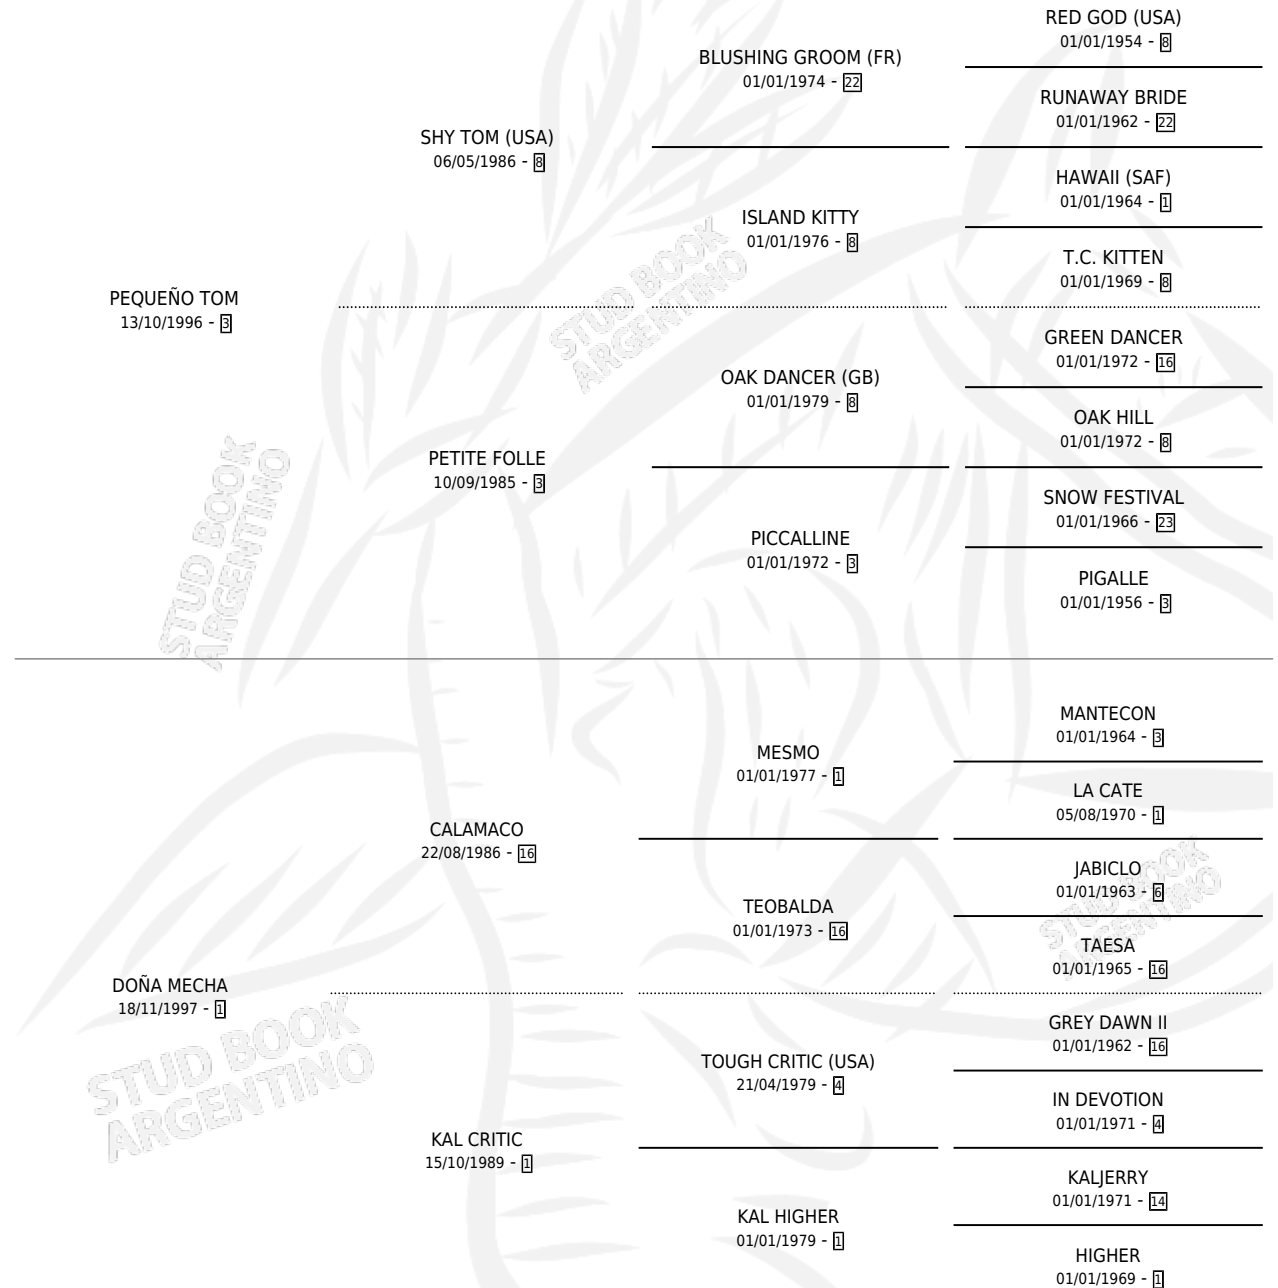 RED GOD (USA)
01/01/1954 - 8
BLUSHING GROOM (FR)
01/01/1974 - 22
RUNAWAY BRIDE
01/01/1962 - 22
SHY TOM (USA)
06/05/1986 - 8
HAWAII (SAF)
01/01/1964 - 1
ISLAND KITTY
01/01/1976 - 8
T.C. KITTEN
01/01/1969 - 8
PEQUEÑO TOM
13/10/1996 - 3
GREEN DANCER
01/01/1972 - 16
OAK DANCER (GB)
01/01/1979 - 8
OAK HILL
01/01/1972 - 8
PETITE FOLLE
10/09/1985 - 3
SNOW FESTIVAL
01/01/1966 - 23
PICCALLINE
01/01/1972 - 3
PIGALLE
01/01/1956 - 3
MANTECON
01/01/1964 - 3
MESMO
01/01/1977 - 1
LA CATE
05/08/1970 - 1
CALAMACO
22/08/1986 - 16
JABICLO
01/01/1963 - 6
TEOBALDA
01/01/1973 - 16
TAESA
01/01/1965 - 16
DOÑA MECHA
18/11/1997 - 1
GREY DAWN II
01/01/1962 - 16
TOUGH CRITIC (USA)
21/04/1979 - 4
IN DEVOTION
01/01/1971 - 4
KAL CRITIC
15/10/1989 - 1
KALJERRY
01/01/1971 - 14
KAL HIGHER
01/01/1979 - 1
HIGHER
01/01/1969 - 1
STUD BOOK
ARGENTINO
STUD BOOK
ARGENTINO
STUD BOOK
ARGENTINO
STUD BOOK
ARGENTINO